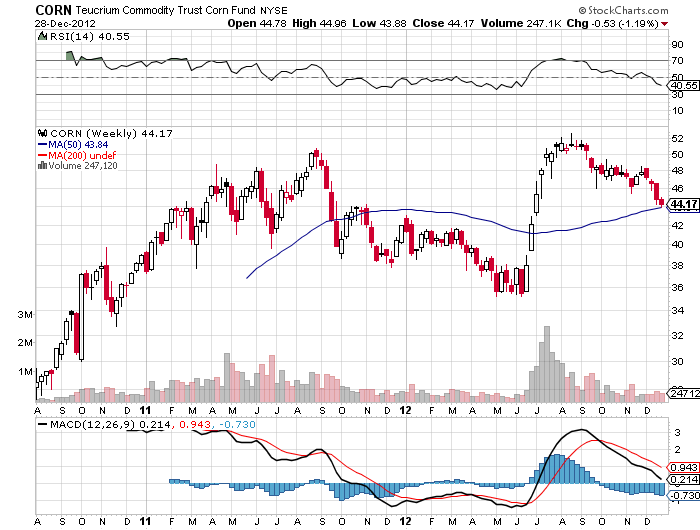 CORN Teucrium Commodity Trust Corn Fund NYSE © StockCharts.com
28-Dec-2012 Open 44.78 High 44.96 Low 43.88 Close 44.17 Volume 247.1K Chg -0.53 (-1.19%)
RSI(14) 40.55
90
70
50
40.55
30
10
CORN (Weekly) 44.17
MA(50) 43.84
MA(200) undef
Volume 247,120
52
50
48
46
44.17
42
40
38
36
34
3M
32
2M
30
1M
24712
A S O N D 11 F M A M J J A S O N D 12 F M A M J J A S O N D
MACD(12,26,9) 0.214, 0.943, -0.730
3
2
0.943
0.214
-0.730
A S O N D 11 F M A M J J A S O N D 12 F M A M J J A S O N D